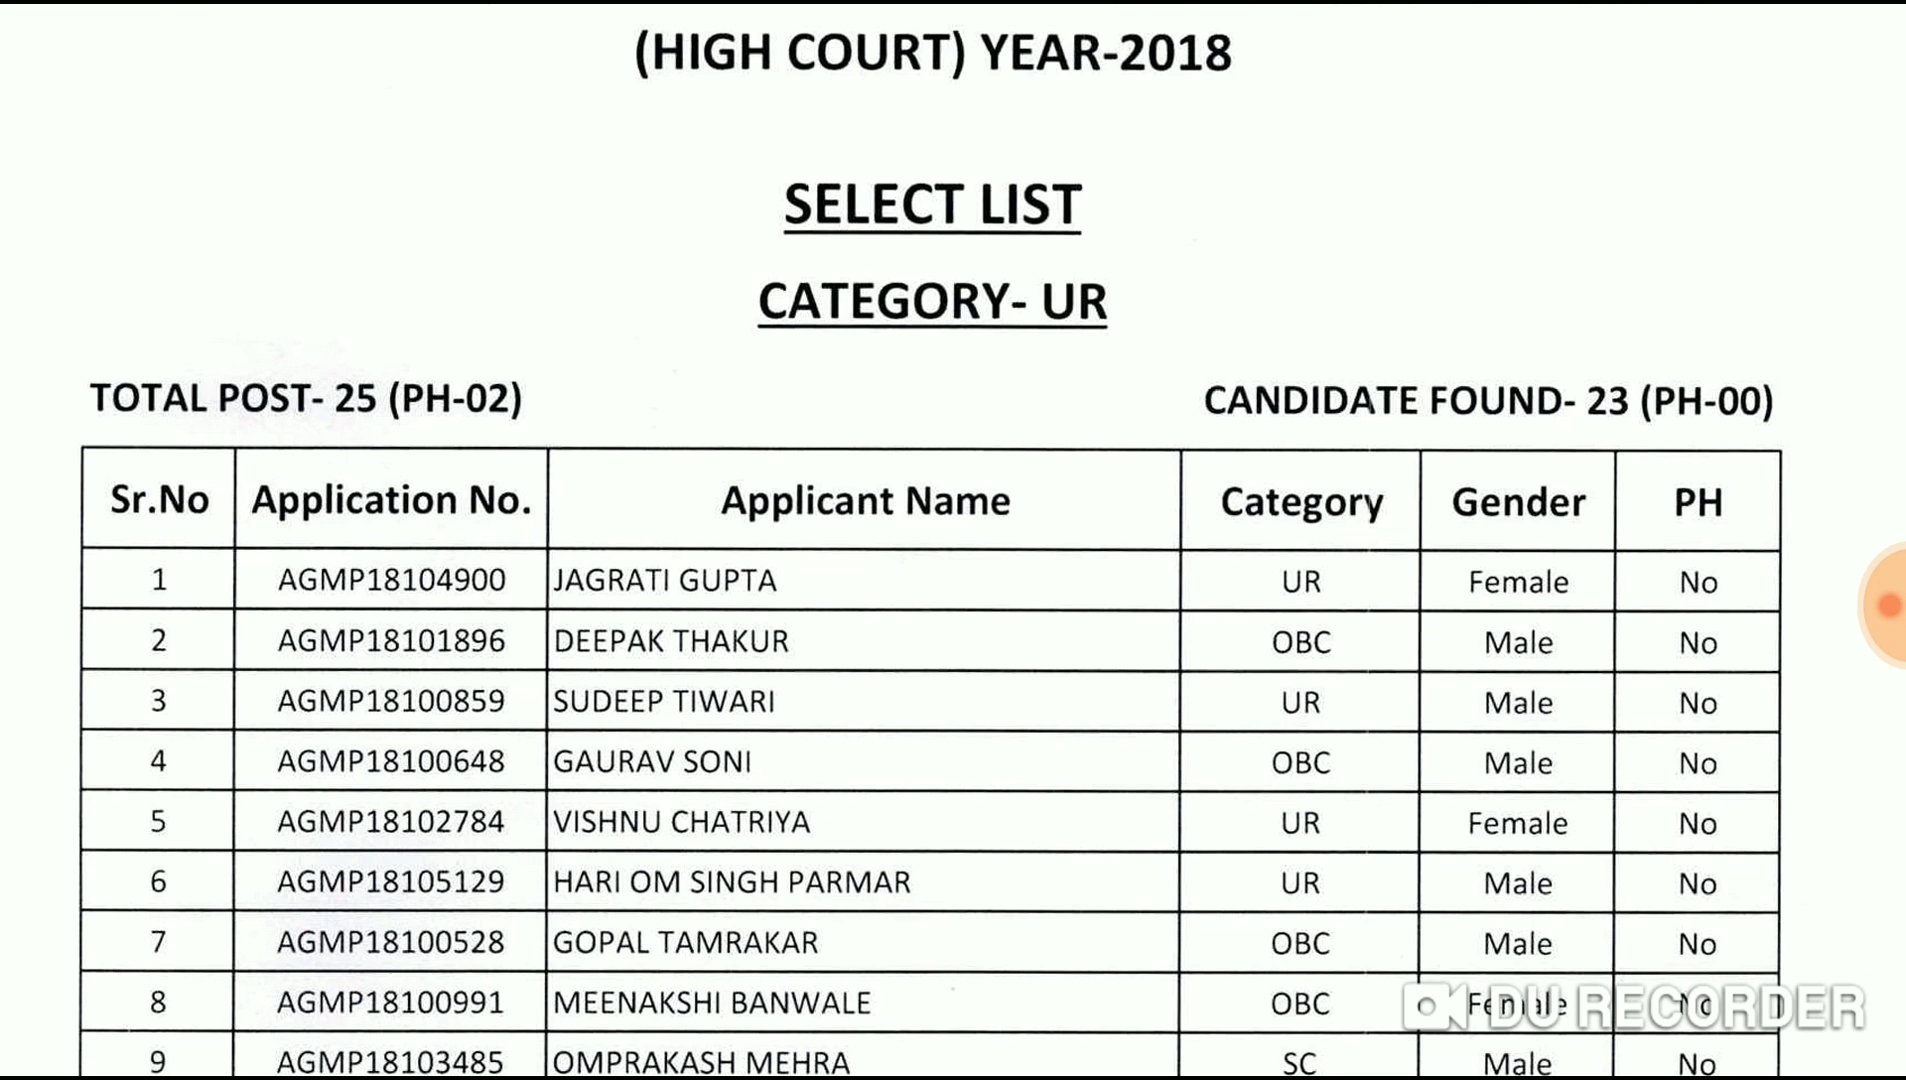 (HIGH COURT) YEAR-2018
SELECT LIST
CATEGORY- UR
TOTAL POST- 25 (PH-02) CANDIDATE FOUND- 23 (PH-00)
Sr.No Application No. Applicant Name Category Gender PH
1 AGMP18104900 JAGRATI GUPTA UR Female No
2 AGMP18101896 DEEPAK THAKUR OBC Male No
3 AGMP18100859 SUDEEP TIWARI UR Male No
4 AGMP18100648 GAURAV SONI OBC Male No
5 AGMP18102784 VISHNU CHATRIYA UR Female No
6 AGMP18105129 HARI OM SINGH PARMAR UR Male No
7 AGMP18100528 GOPAL TAMRAKAR OBC Male No
8 AGMP18100991 MEENAKSHI BANWALE OBC Female No
DU RECORDER
9 AGMP18103485 OMPRAKASH MEHRA SC Male No